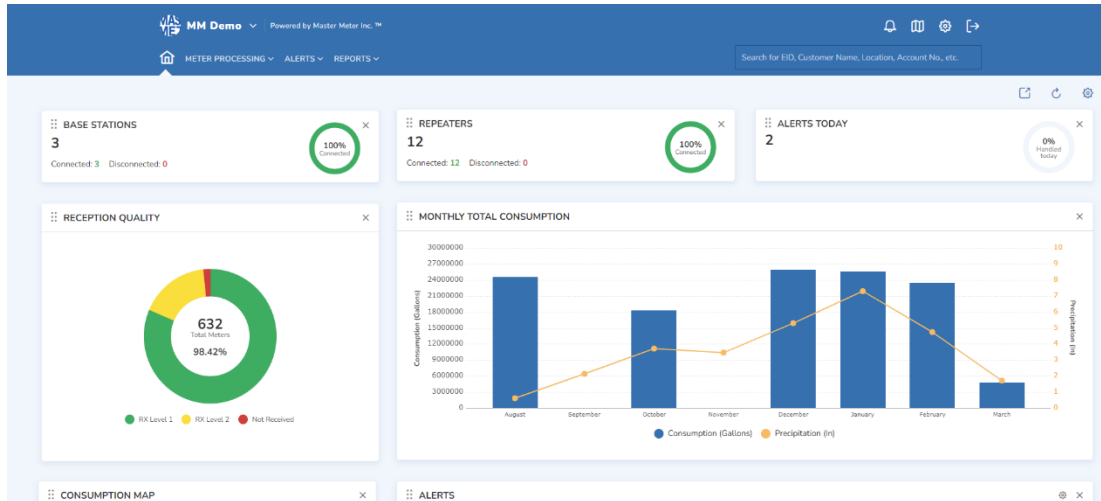 MM Demo Powered by Master Meter Inc. ™
METER PROCESSING ALERTS REPORTS
Search for EID, Customer Name, Location, Account No., etc.
BASE STATIONS
3
Connected: 3 Disconnected: 0
100%
Connected
REPEATERS
12
Connected: 12 Disconnected: 0
100%
Connected
ALERTS TODAY
2
0%
Handled
today
RECEPTION QUALITY
632
Total Meters
98.42%
RX Level 1 RX Level 2 Not Received
MONTHLY TOTAL CONSUMPTION
Consumption (Gallons)
30000000
27000000
24000000
21000000
18000000
15000000
12000000
9000000
6000000
3000000
0
10
9
8
7
6
5
4
3
2
1
0
Precipitation (In)
August September October November December January February March
Consumption (Gallons) Precipitation (In)
CONSUMPTION MAP
ALERTS